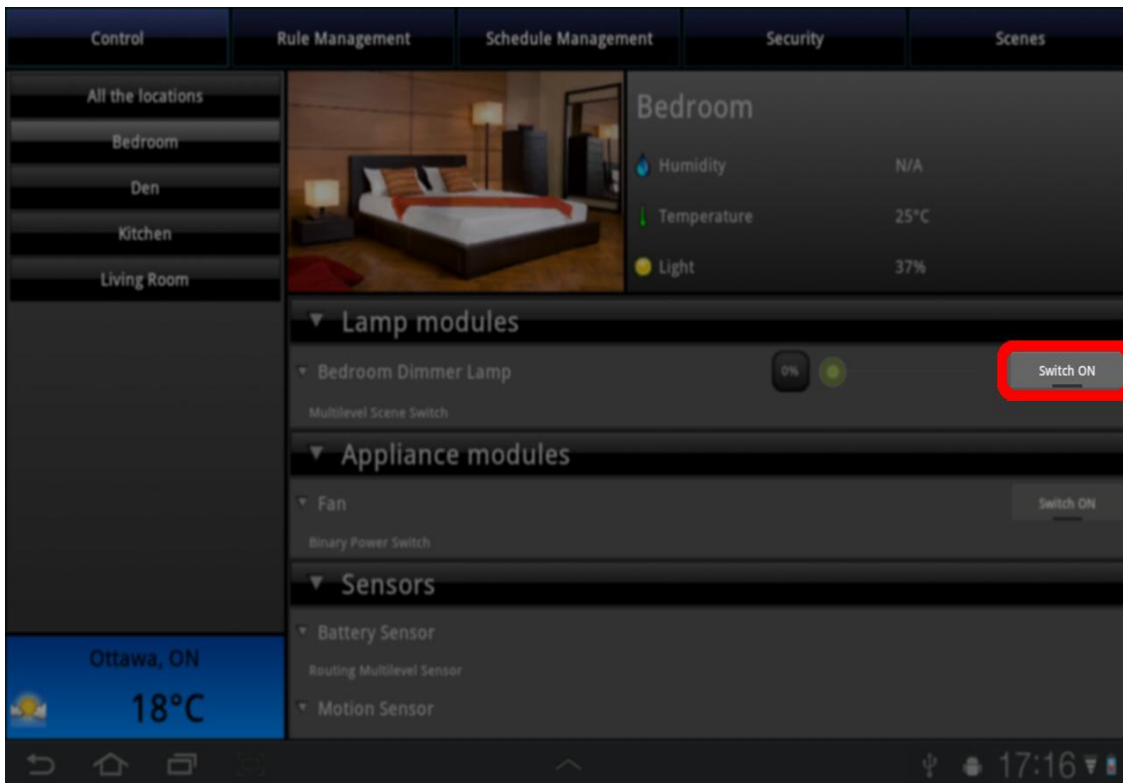 Control Rule Management Schedule Management Security Scenes
All the locations
Bedroom
Den
Kitchen
Living Room
Bedroom
Humidity N/A
Temperature 25°C
Light 37%
Lamp modules
Bedroom Dimmer Lamp 0% Switch ON
Multilevel Scene Switch
Appliance modules
Fan Switch ON
Binary Power Switch
Sensors
Battery Sensor
Routing Multilevel Sensor
Motion Sensor
Ottawa, ON
18°C
17:16